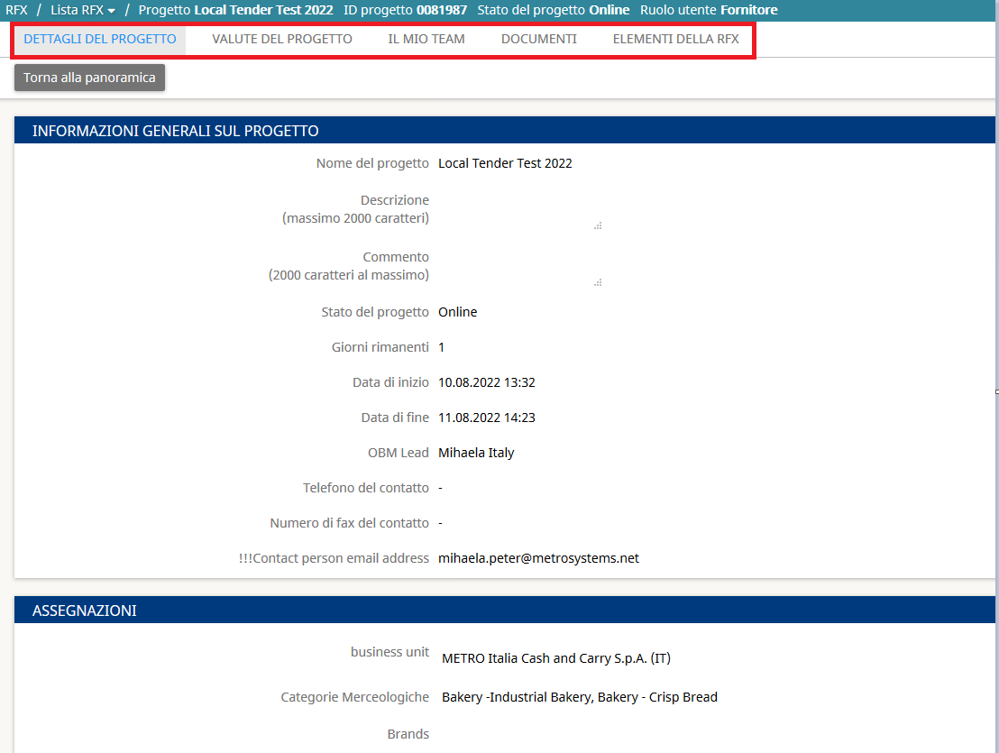 RFX / Lista RFX / Progetto Local Tender Test 2022 ID progetto 0081987 Stato del progetto Online Ruolo utente Fornitore
DETTAGLI DEL PROGETTO VALUTE DEL PROGETTO IL MIO TEAM DOCUMENTI ELEMENTI DELLA RFX
Torna alla panoramica
INFORMAZIONI GENERALI SUL PROGETTO
Nome del progetto Local Tender Test 2022
Descrizione
(massimo 2000 caratteri)
Commento
(2000 caratteri al massimo)
Stato del progetto Online
Giorni rimanenti 1
Data di inizio 10.08.2022 13:32
Data di fine 11.08.2022 14:23
OBM Lead Mihaela Italy
Telefono del contatto -
Numero di fax del contatto -
!!!Contact person email address mihaela.peter@metrosystems.net
ASSEGNAZIONI
business unit METRO Italia Cash and Carry S.p.A. (IT)
Categorie Merceologiche Bakery -Industrial Bakery, Bakery - Crisp Bread
Brands